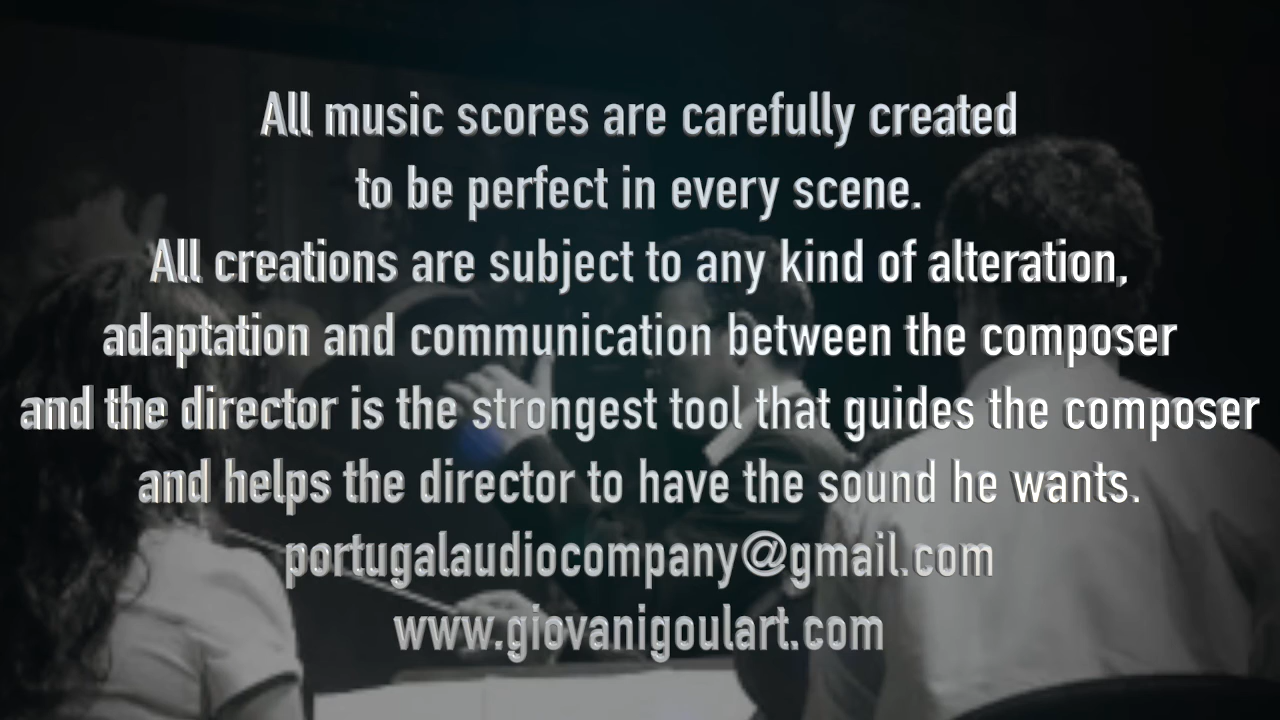 All music scores are carefully created
to be perfect in every scene.
All creations are subject to any kind of alteration,
adaptation and communication between the composer
and the director is the strongest tool that guides the composer
and helps the director to have the sound he wants.
portugalaudiocompany@gmail.com
www.giovanigoulart.com